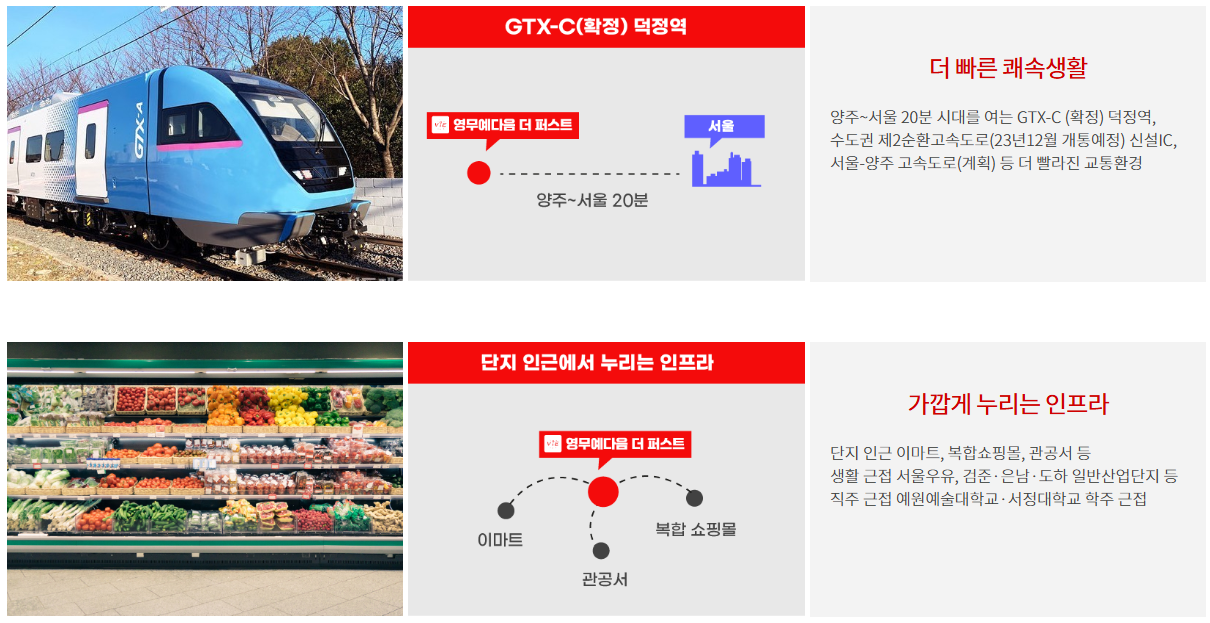 GTX-A
GTX-C(확정) 덕정역
영무예다음 더 퍼스트
서울
양주~서울 20분
더 빠른 쾌속생활
양주~서울 20분 시대를 여는 GTX-C (확정) 덕정역,
수도권 제2순환고속도로(23년12월 개통예정) 신설IC,
서울-양주 고속도로(계획) 등 더 빨라진 교통환경
단지 인근에서 누리는 인프라
영무예다음 더 퍼스트
이마트
복합 쇼핑몰
관공서
가깝게 누리는 인프라
단지 인근 이마트, 복합쇼핑몰, 관공서 등
생활 근접 서울우유, 검준·은남·도하 일반산업단지 등
직주 근접 예원예술대학교·서정대학교 학주 근접